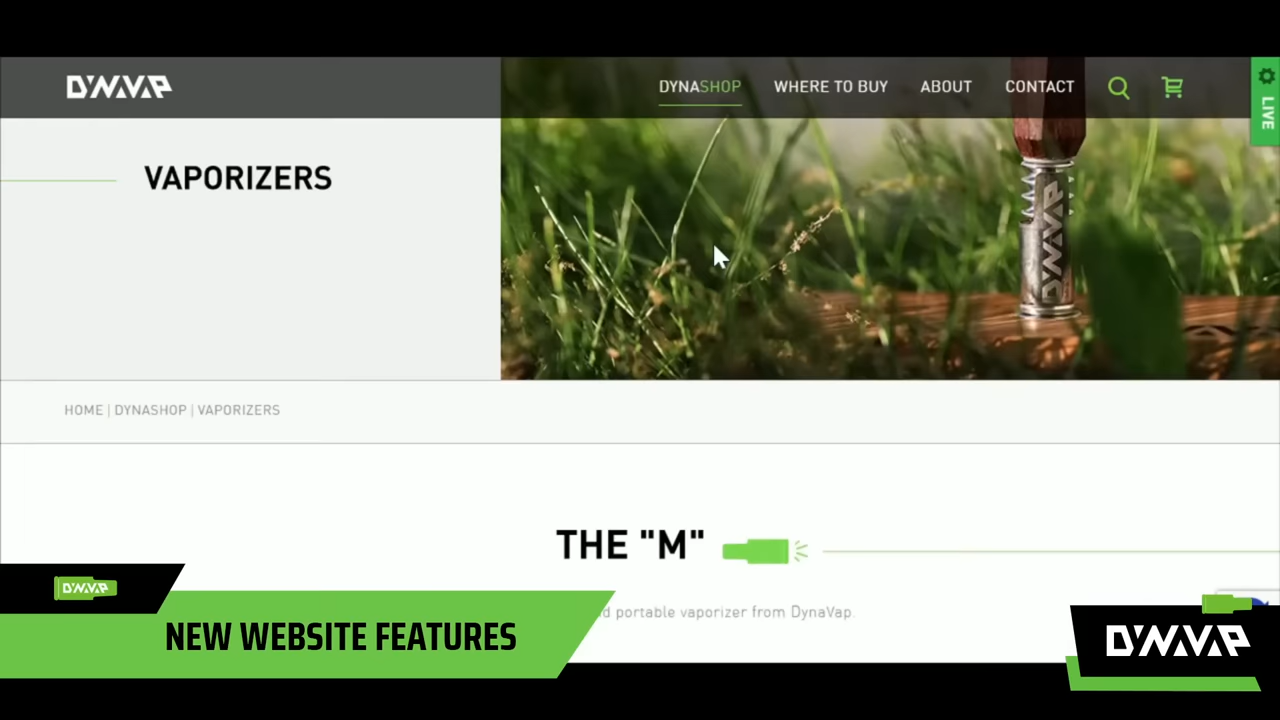 DYNAVAP
DYNASHOP
WHERE TO BUY
ABOUT
CONTACT
LIVE
VAPORIZERS
DYNAVAP
HOME | DYNASHOP | VAPORIZERS
THE "M"
portable vaporizer from DynaVap.
DYNAVAP
NEW WEBSITE FEATURES
DYNAVAP